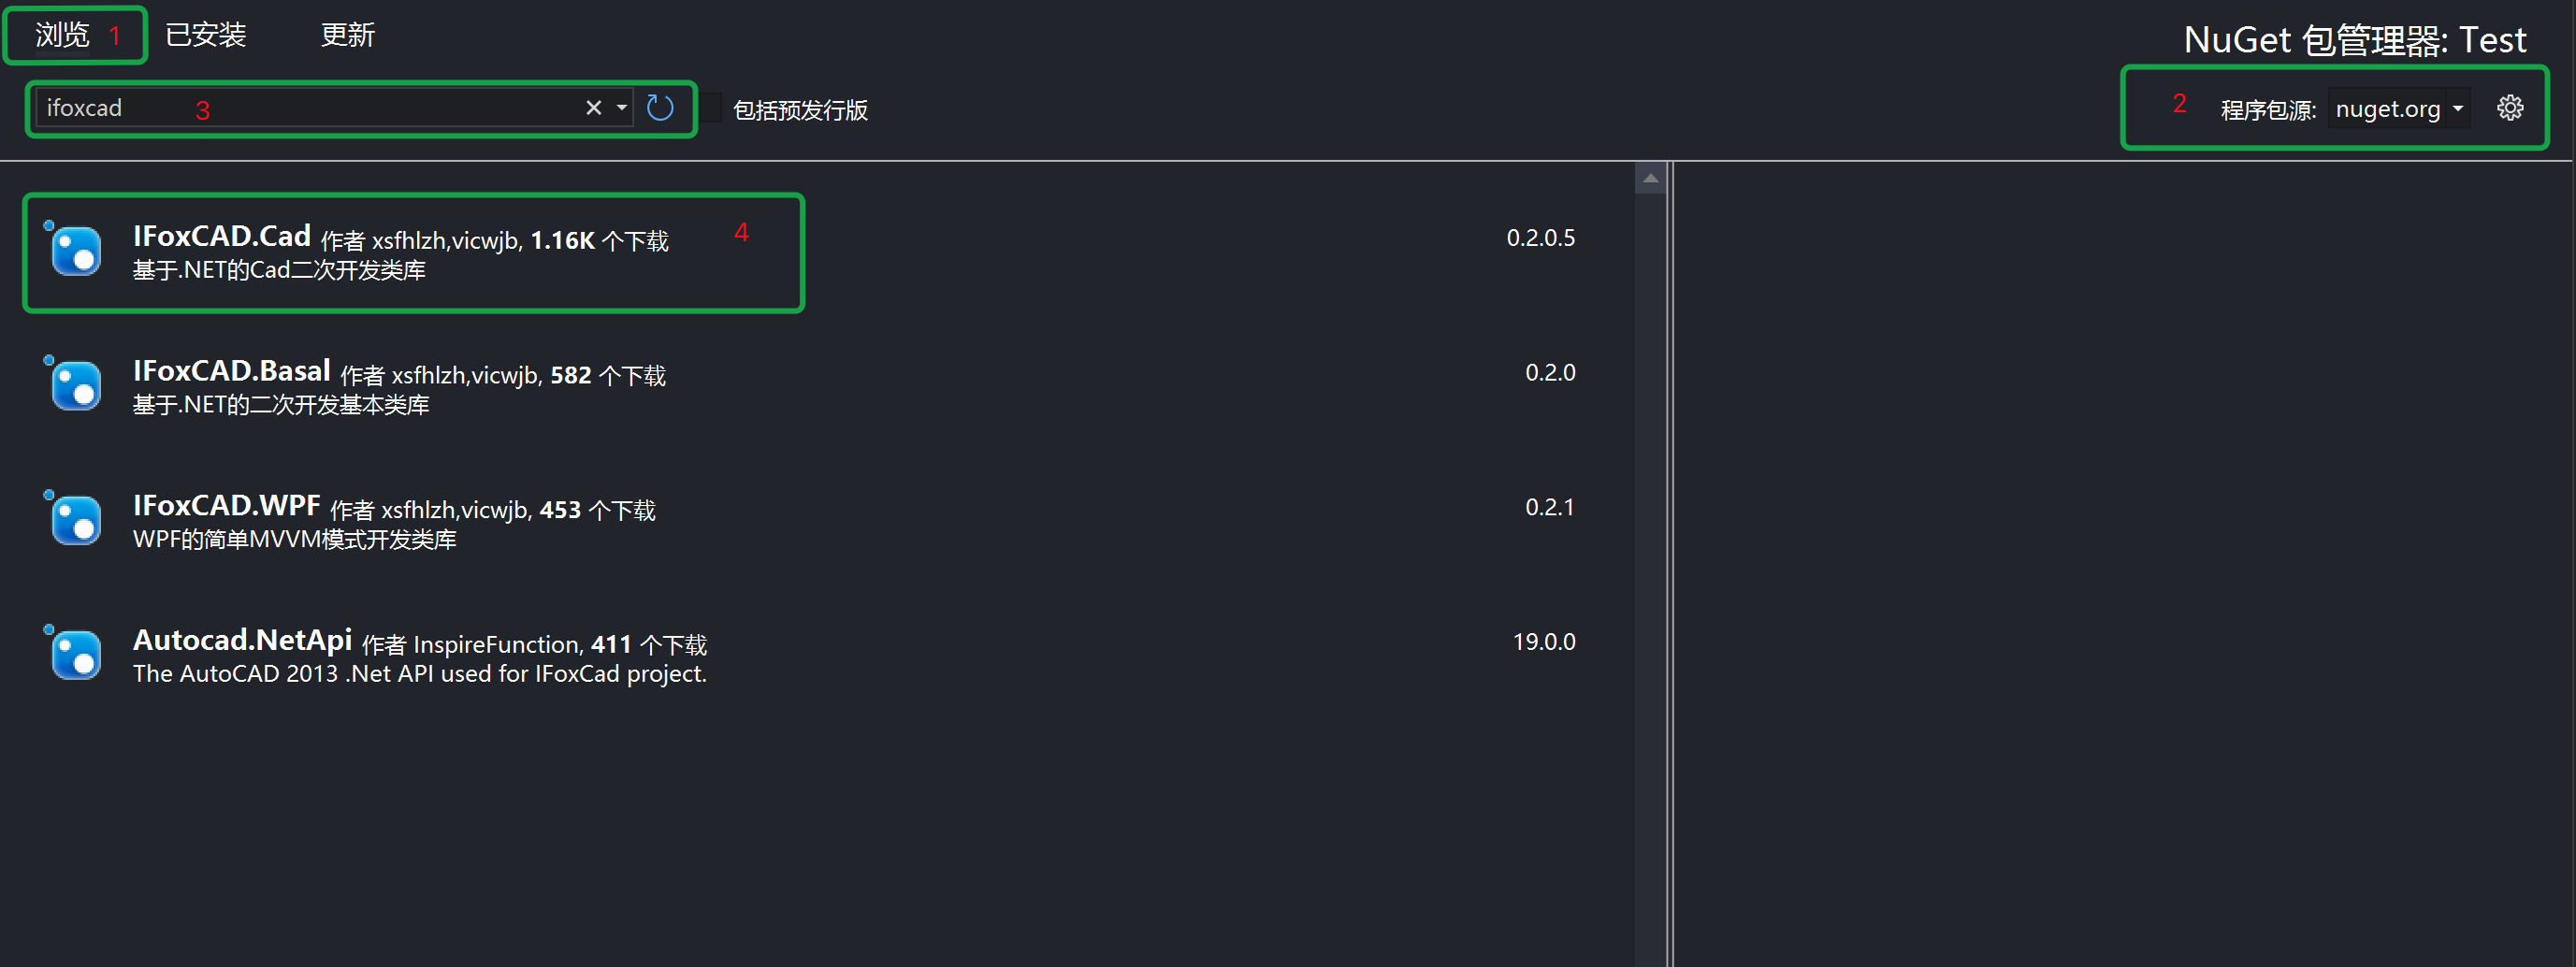 浏览 1 已安装 更新
NuGet 包管理器: Test
ifoxcad 3
包括预发行版
2 程序包源: nuget.org
IFoxCAD.Cad 作者 xsfhlzh,vicwjb, 1.16K 个下载 4
0.2.0.5
基于.NET的Cad二次开发类库
IFoxCAD.Basal 作者 xsfhlzh,vicwjb, 582 个下载
0.2.0
基于.NET的二次开发基本类库
IFoxCAD.WPF 作者 xsfhlzh,vicwjb, 453 个下载
0.2.1
WPF的简单MVVM模式开发类库
Autocad.NetApi 作者 InspireFunction, 411 个下载
19.0.0
The AutoCAD 2013 .Net API used for IFoxCad project.